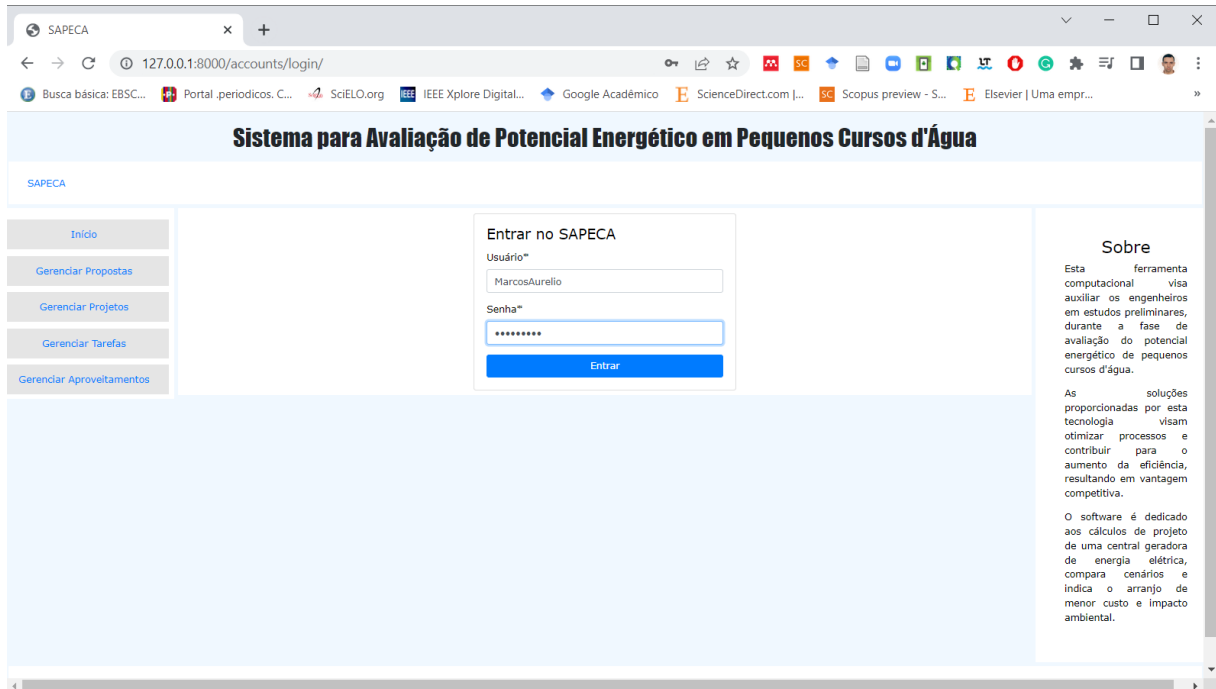 SAPECA
127.0.0.1:8000/accounts/login/
Busca básica: EBSC...
Portal .periodicos. C...
SciELO.org
IEEE Xplore Digital...
Google Acadêmico
ScienceDirect.com |...
Scopus preview - S...
Elsevier | Uma empr...
Sistema para Avaliação de Potencial Energético em Pequenos Cursos d'Água
SAPECA
Início
Gerenciar Propostas
Gerenciar Projetos
Gerenciar Tarefas
Gerenciar Aproveitamentos
Entrar no SAPECA
Usuário*
MarcosAurelio
Senha*
•••••••••
Entrar
Sobre
Esta ferramenta
computacional visa
auxiliar os engenheiros
em estudos preliminares,
durante a fase de
avaliação do potencial
energético de pequenos
cursos d'água.
As soluções
proporcionadas por esta
tecnologia visam
otimizar processos e
contribuir para o
aumento da eficiência,
resultando em vantagem
competitiva.
O software é dedicado
aos cálculos de projeto
de uma central geradora
de energia elétrica,
compara cenários e
indica o arranjo de
menor custo e impacto
ambiental.